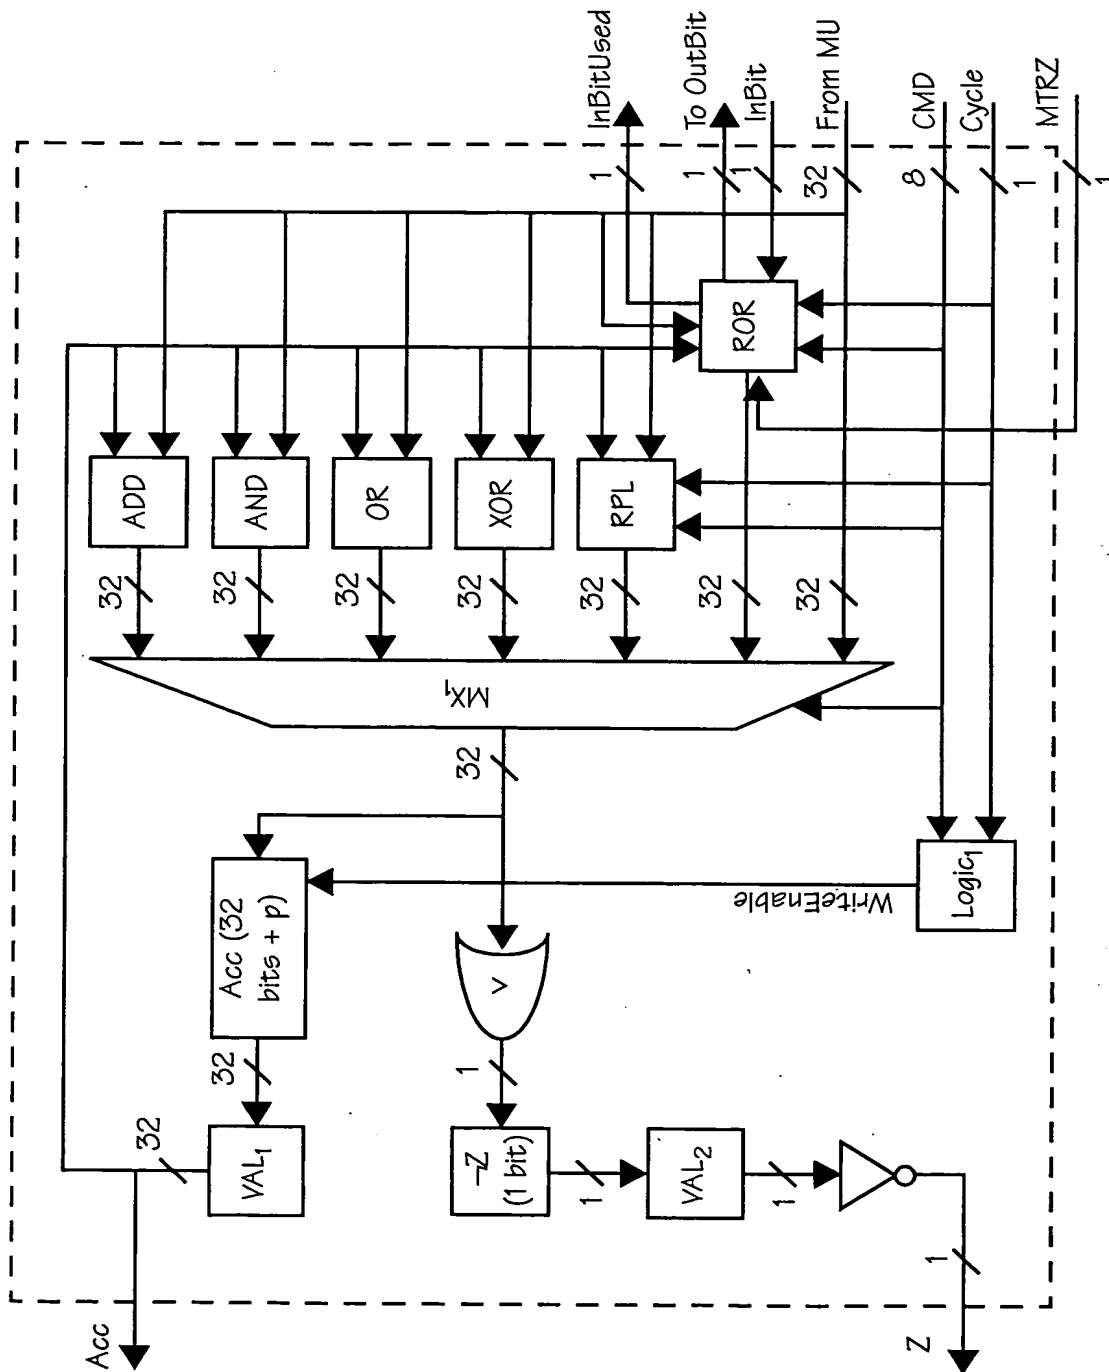 Acc
32
32
ADD
VAL₁
32
Acc (32
bits + p)
32
AND
32
OR
¬Z
(1 bit)
1
V
32
MX₁
32
XOR
1
32
RPL
1
InBitUsed
VAL₂
32
ROR
1
To OutBit
1
InBit
1
WriteEnable
32
32
From MU
Z
1
Logic₁
8
CMD
1
Cycle
MTRZ
1